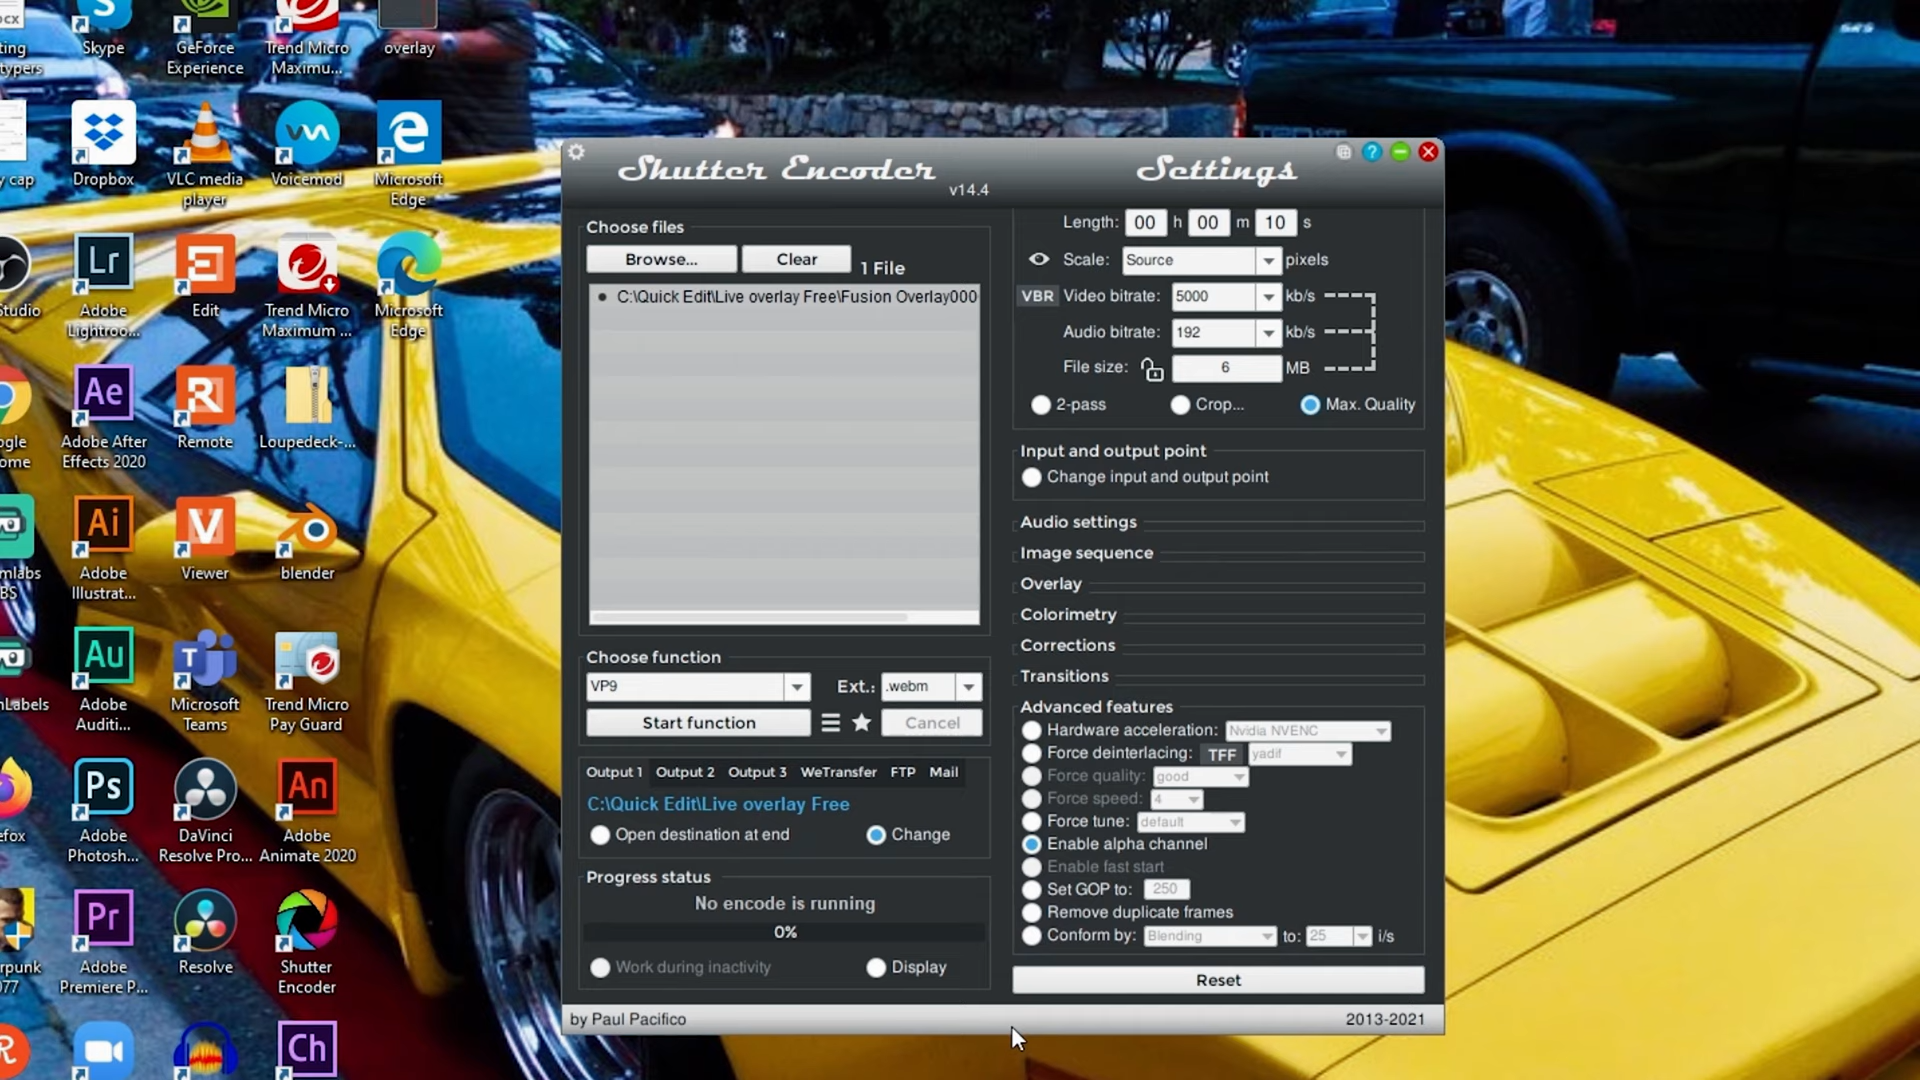 Skype
GeForce
Experience
Trend Micro
Maximu...
overlay
Dropbox
VLC media
player
Voicemod
Microsoft
Edge
Lr
Adobe
Lightroo...
Edit
Trend Micro
Maximum ...
Microsoft
Edge
Ae
Adobe After
Effects 2020
Remote
Loupedeck-...
Ai
Adobe
Illustrat...
Viewer
blender
Au
Adobe
Auditi...
Microsoft
Teams
Trend Micro
Pay Guard
Ps
Adobe
Photosh...
DaVinci
Resolve Pro...
An
Adobe
Animate 2020
Pr
Adobe
Premiere P...
Resolve
Shutter
Encoder
Ch
Shutter Encoder
v14.4
Settings
Choose files
Browse...
Clear
1 File
C:\Quick Edit\Live overlay Free\Fusion Overlay000
Choose function
VP9
Ext.: .webm
Start function
Cancel
Output 1 Output 2 Output 3 WeTransfer FTP Mail
C:\Quick Edit\Live overlay Free
Open destination at end
Change
Progress status
No encode is running
0%
Work during inactivity
Display
Length: 00 h 00 m 10 s
Scale: Source pixels
VBR Video bitrate: 5000 kb/s
Audio bitrate: 192 kb/s
File size: 6 MB
2-pass Crop... Max. Quality
Input and output point
Change input and output point
Audio settings
Image sequence
Overlay
Colorimetry
Corrections
Transitions
Advanced features
Hardware acceleration: Nvidia NVENC
Force deinterlacing: TFF yadif
Force quality: good
Force speed: 4
Force tune: default
Enable alpha channel
Enable fast start
Set GOP to: 250
Remove duplicate frames
Conform by: Blending to: 25 i/s
Reset
by Paul Pacifico
2013-2021